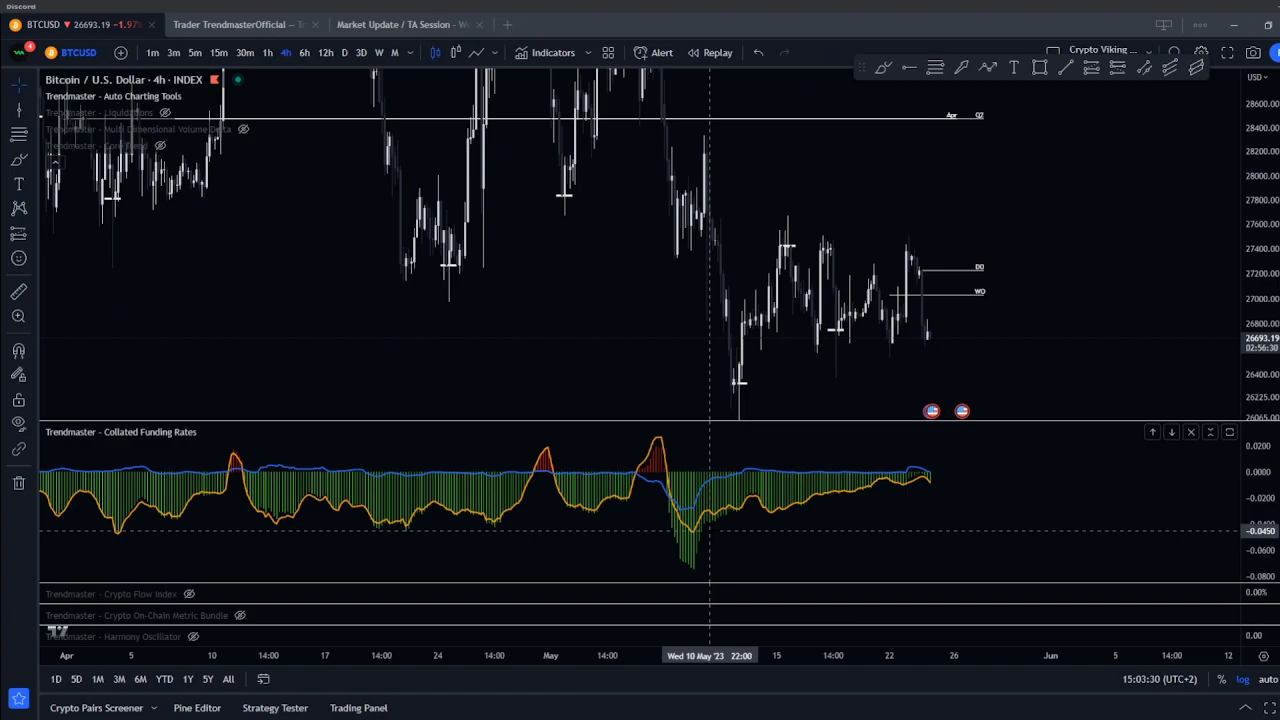 Discord
BTCUSD 26693.19 -1.97%
Trader TrendmasterOfficial — T
Market Update / TA Session - W
4
BTCUSD
1m 3m 5m 15m 30m 1h 4h 6h 12h D 3D W M
Indicators
Alert
Replay
Crypto Viking
Bitcoin / U.S. Dollar · 4h · INDEX
USD
Trendmaster - Auto Charting Tools
Trendmaster - Liquidations
Trendmaster - Multi Dimensional Volume Delta
Trendmaster - Core Trend
Apr Q2
DO
WO
28600.00
28400.00
28200.00
28000.00
27800.00
27600.00
27400.00
27200.00
27000.00
26800.00
26693.19
02:56:30
26400.00
26225.00
26065.00
Trendmaster - Collated Funding Rates
0.0200
0.0000
-0.0200
-0.0450
-0.0600
-0.0800
Trendmaster - Crypto Flow Index
0.00%
Trendmaster - Crypto On-Chain Metric Bundle
Trendmaster - Harmony Oscillator
0.00
Apr 5 10 14:00 17 14:00 24 14:00 May 14:00 Wed 10 May '23 22:00 15 14:00 22 26 Jun 5 14:00 12
1D 5D 1M 3M 6M YTD 1Y 5Y All
15:03:30 (UTC+2) % log auto
Crypto Pairs Screener Pine Editor Strategy Tester Trading Panel